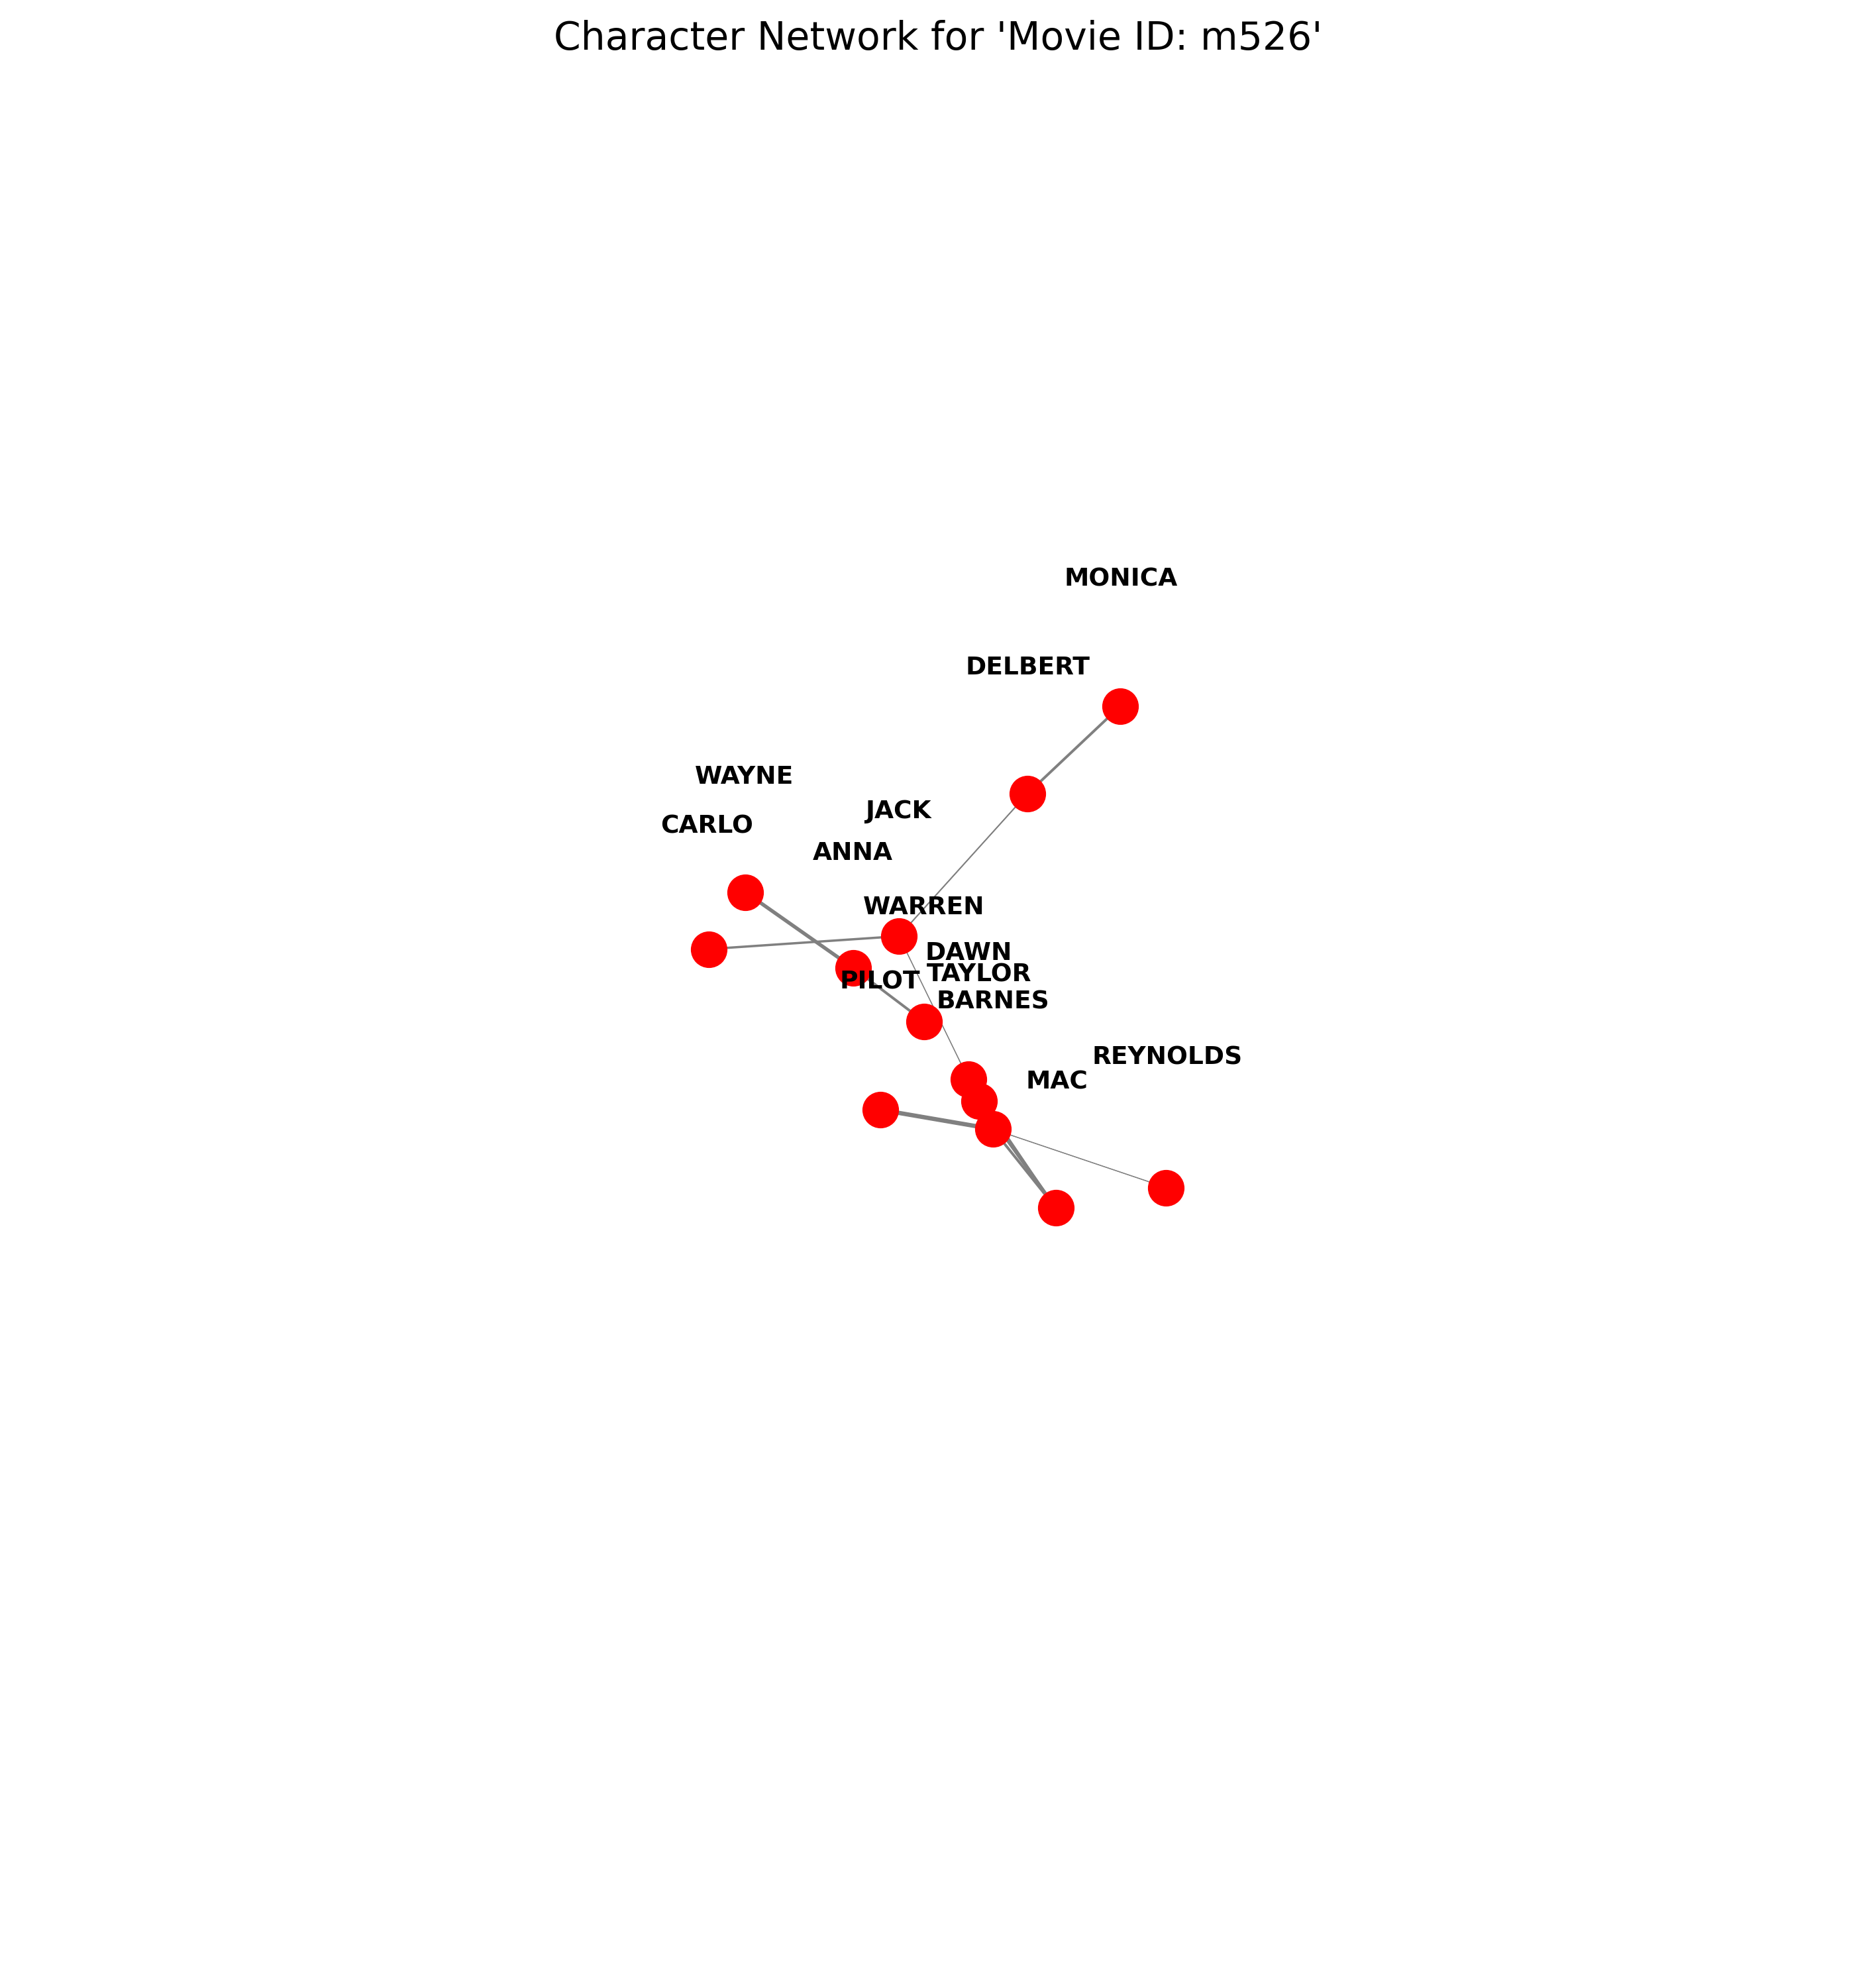 Character Network for 'Movie ID: m526'
MONICA
DELBERT
WAYNE
JACK
CARLO
ANNA
WARREN
DAWN
TAYLOR
PILOT
BARNES
REYNOLDS
MAC